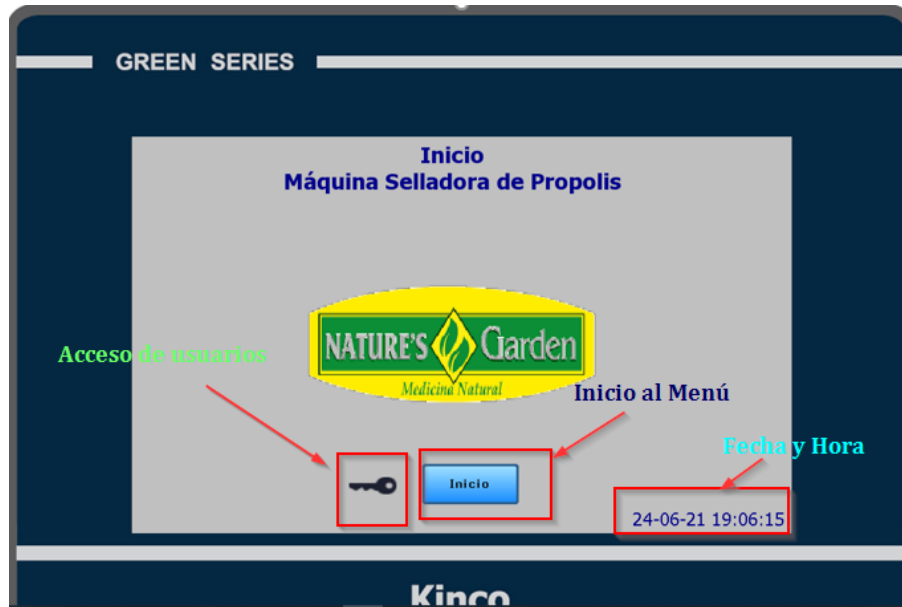 GREEN SERIES
Inicio
Máquina Selladora de Propolis
NATURE'S Garden
Medicina Natural
Acceso de usuarios
Inicio al Menú
Fecha y Hora
Inicio
24-06-21 19:06:15
Kinco